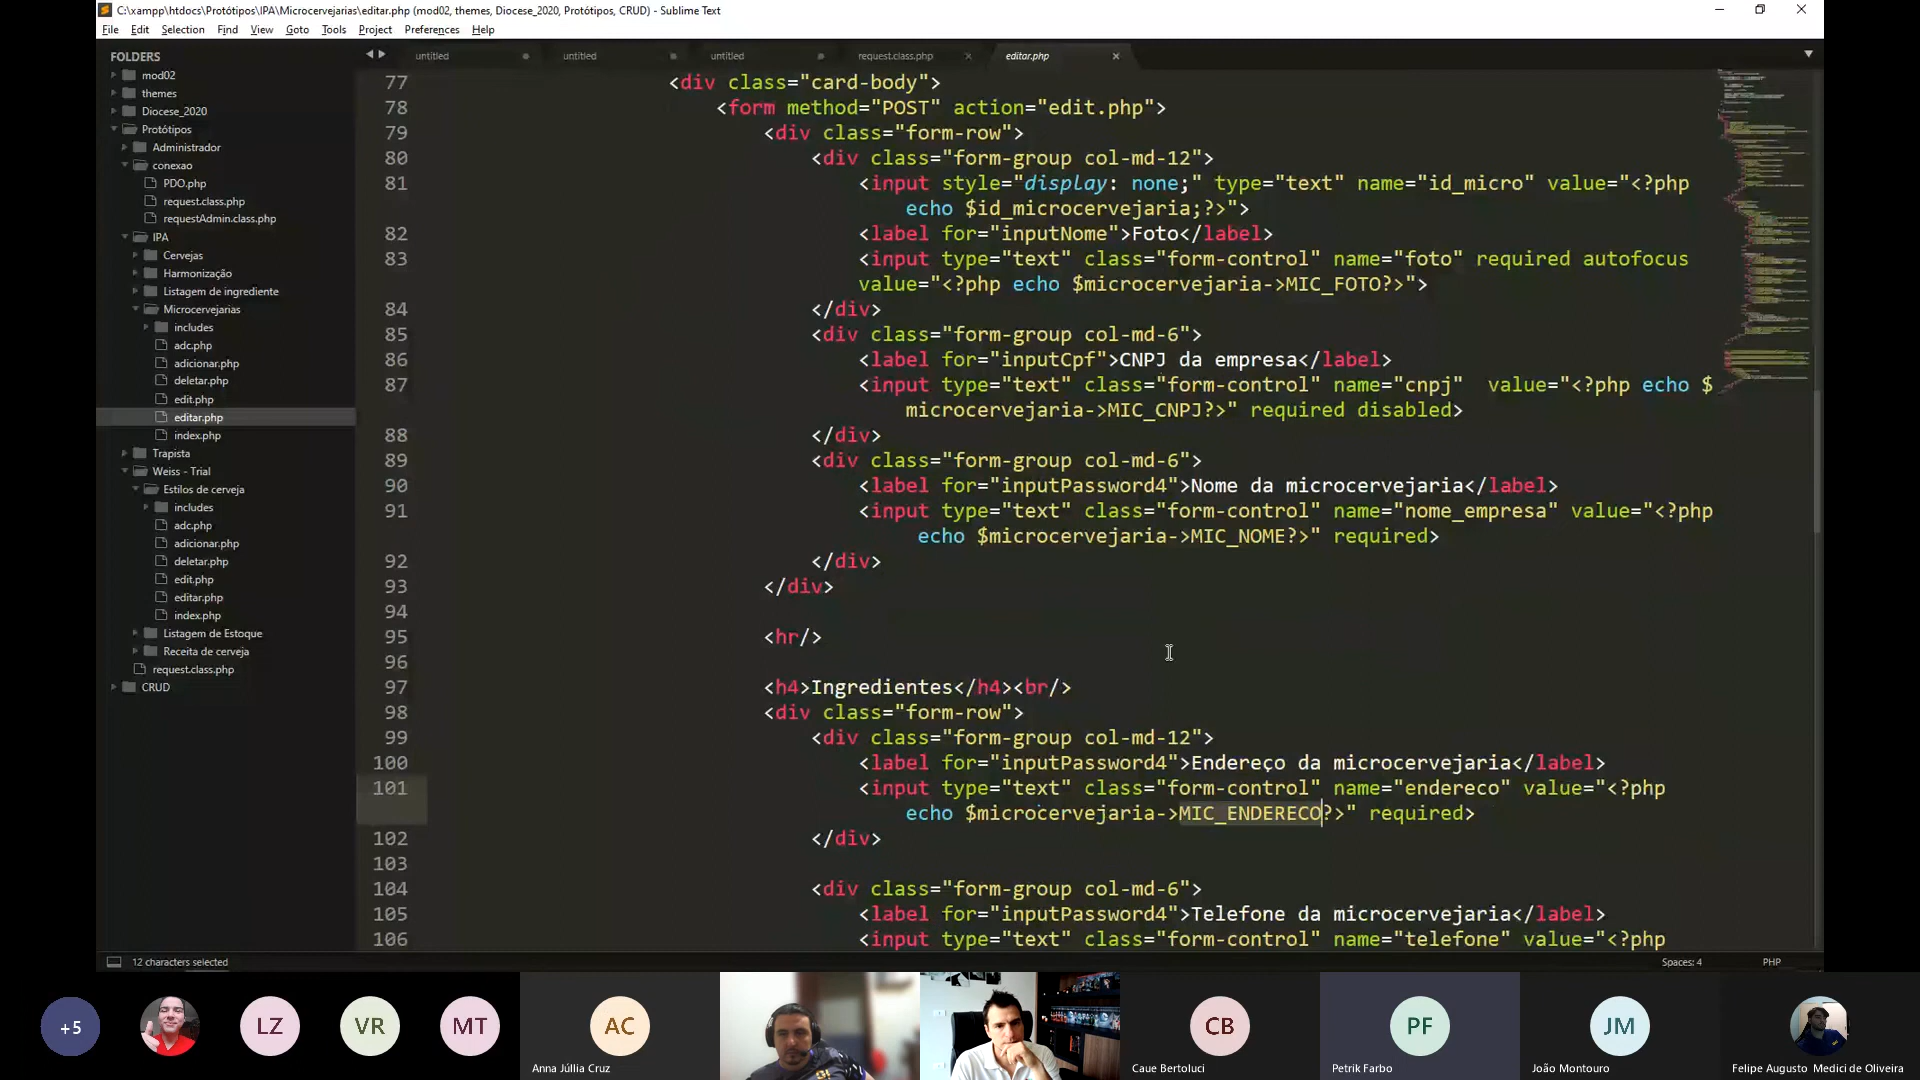 C:\xampp\htdocs\Protótipos\IPA\Microcervejarias\editar.php (mod02, themes, Diocese_2020, Protótipos, CRUD) - Sublime Text
File Edit Selection Find View Goto Tools Project Preferences Help
FOLDERS
mod02
themes
Diocese_2020
Protótipos
Administrador
conexao
PDO.php
request.class.php
requestAdmin.class.php
IPA
Cervejas
Harmonização
Listagem de ingrediente
Microcervejarias
includes
adc.php
adicionar.php
deletar.php
edit.php
editar.php
index.php
Trapista
Weiss - Trial
Estilos de cerveja
includes
adc.php
adicionar.php
deletar.php
edit.php
editar.php
index.php
Listagem de Estoque
Receita de cerveja
request.class.php
CRUD
untitled untitled untitled request.class.php editar.php
77 <div class="card-body">
78 <form method="POST" action="edit.php">
79 <div class="form-row">
80 <div class="form-group col-md-12">
81 <input style="display: none;" type="text" name="id_micro" value="<?php
echo $id_microcervejaria;?>">
82 <label for="inputNome">Foto</label>
83 <input type="text" class="form-control" name="foto" required autofocus
value="<?php echo $microcervejaria->MIC_FOTO?>">
84 </div>
85 <div class="form-group col-md-6">
86 <label for="inputCpf">CNPJ da empresa</label>
87 <input type="text" class="form-control" name="cnpj"  value="<?php echo $
microcervejaria->MIC_CNPJ?>" required disabled>
88 </div>
89 <div class="form-group col-md-6">
90 <label for="inputPassword4">Nome da microcervejaria</label>
91 <input type="text" class="form-control" name="nome_empresa" value="<?php
echo $microcervejaria->MIC_NOME?>" required>
92 </div>
93 </div>
94
95 <hr/>
96
97 <h4>Ingredientes</h4><br/>
98 <div class="form-row">
99 <div class="form-group col-md-12">
100 <label for="inputPassword4">Endereço da microcervejaria</label>
101 <input type="text" class="form-control" name="endereco" value="<?php
echo $microcervejaria->MIC_ENDERECO?>" required>
102 </div>
103
104 <div class="form-group col-md-6">
105 <label for="inputPassword4">Telefone da microcervejaria</label>
106 <input type="text" class="form-control" name="telefone" value="<?php
12 characters selected
Spaces: 4 PHP
+5 LZ VR MT AC CB PF JM
Anna Júllia Cruz Caue Bertoluci Petrik Farbo João Montouro Felipe Augusto Medici de Oliveira